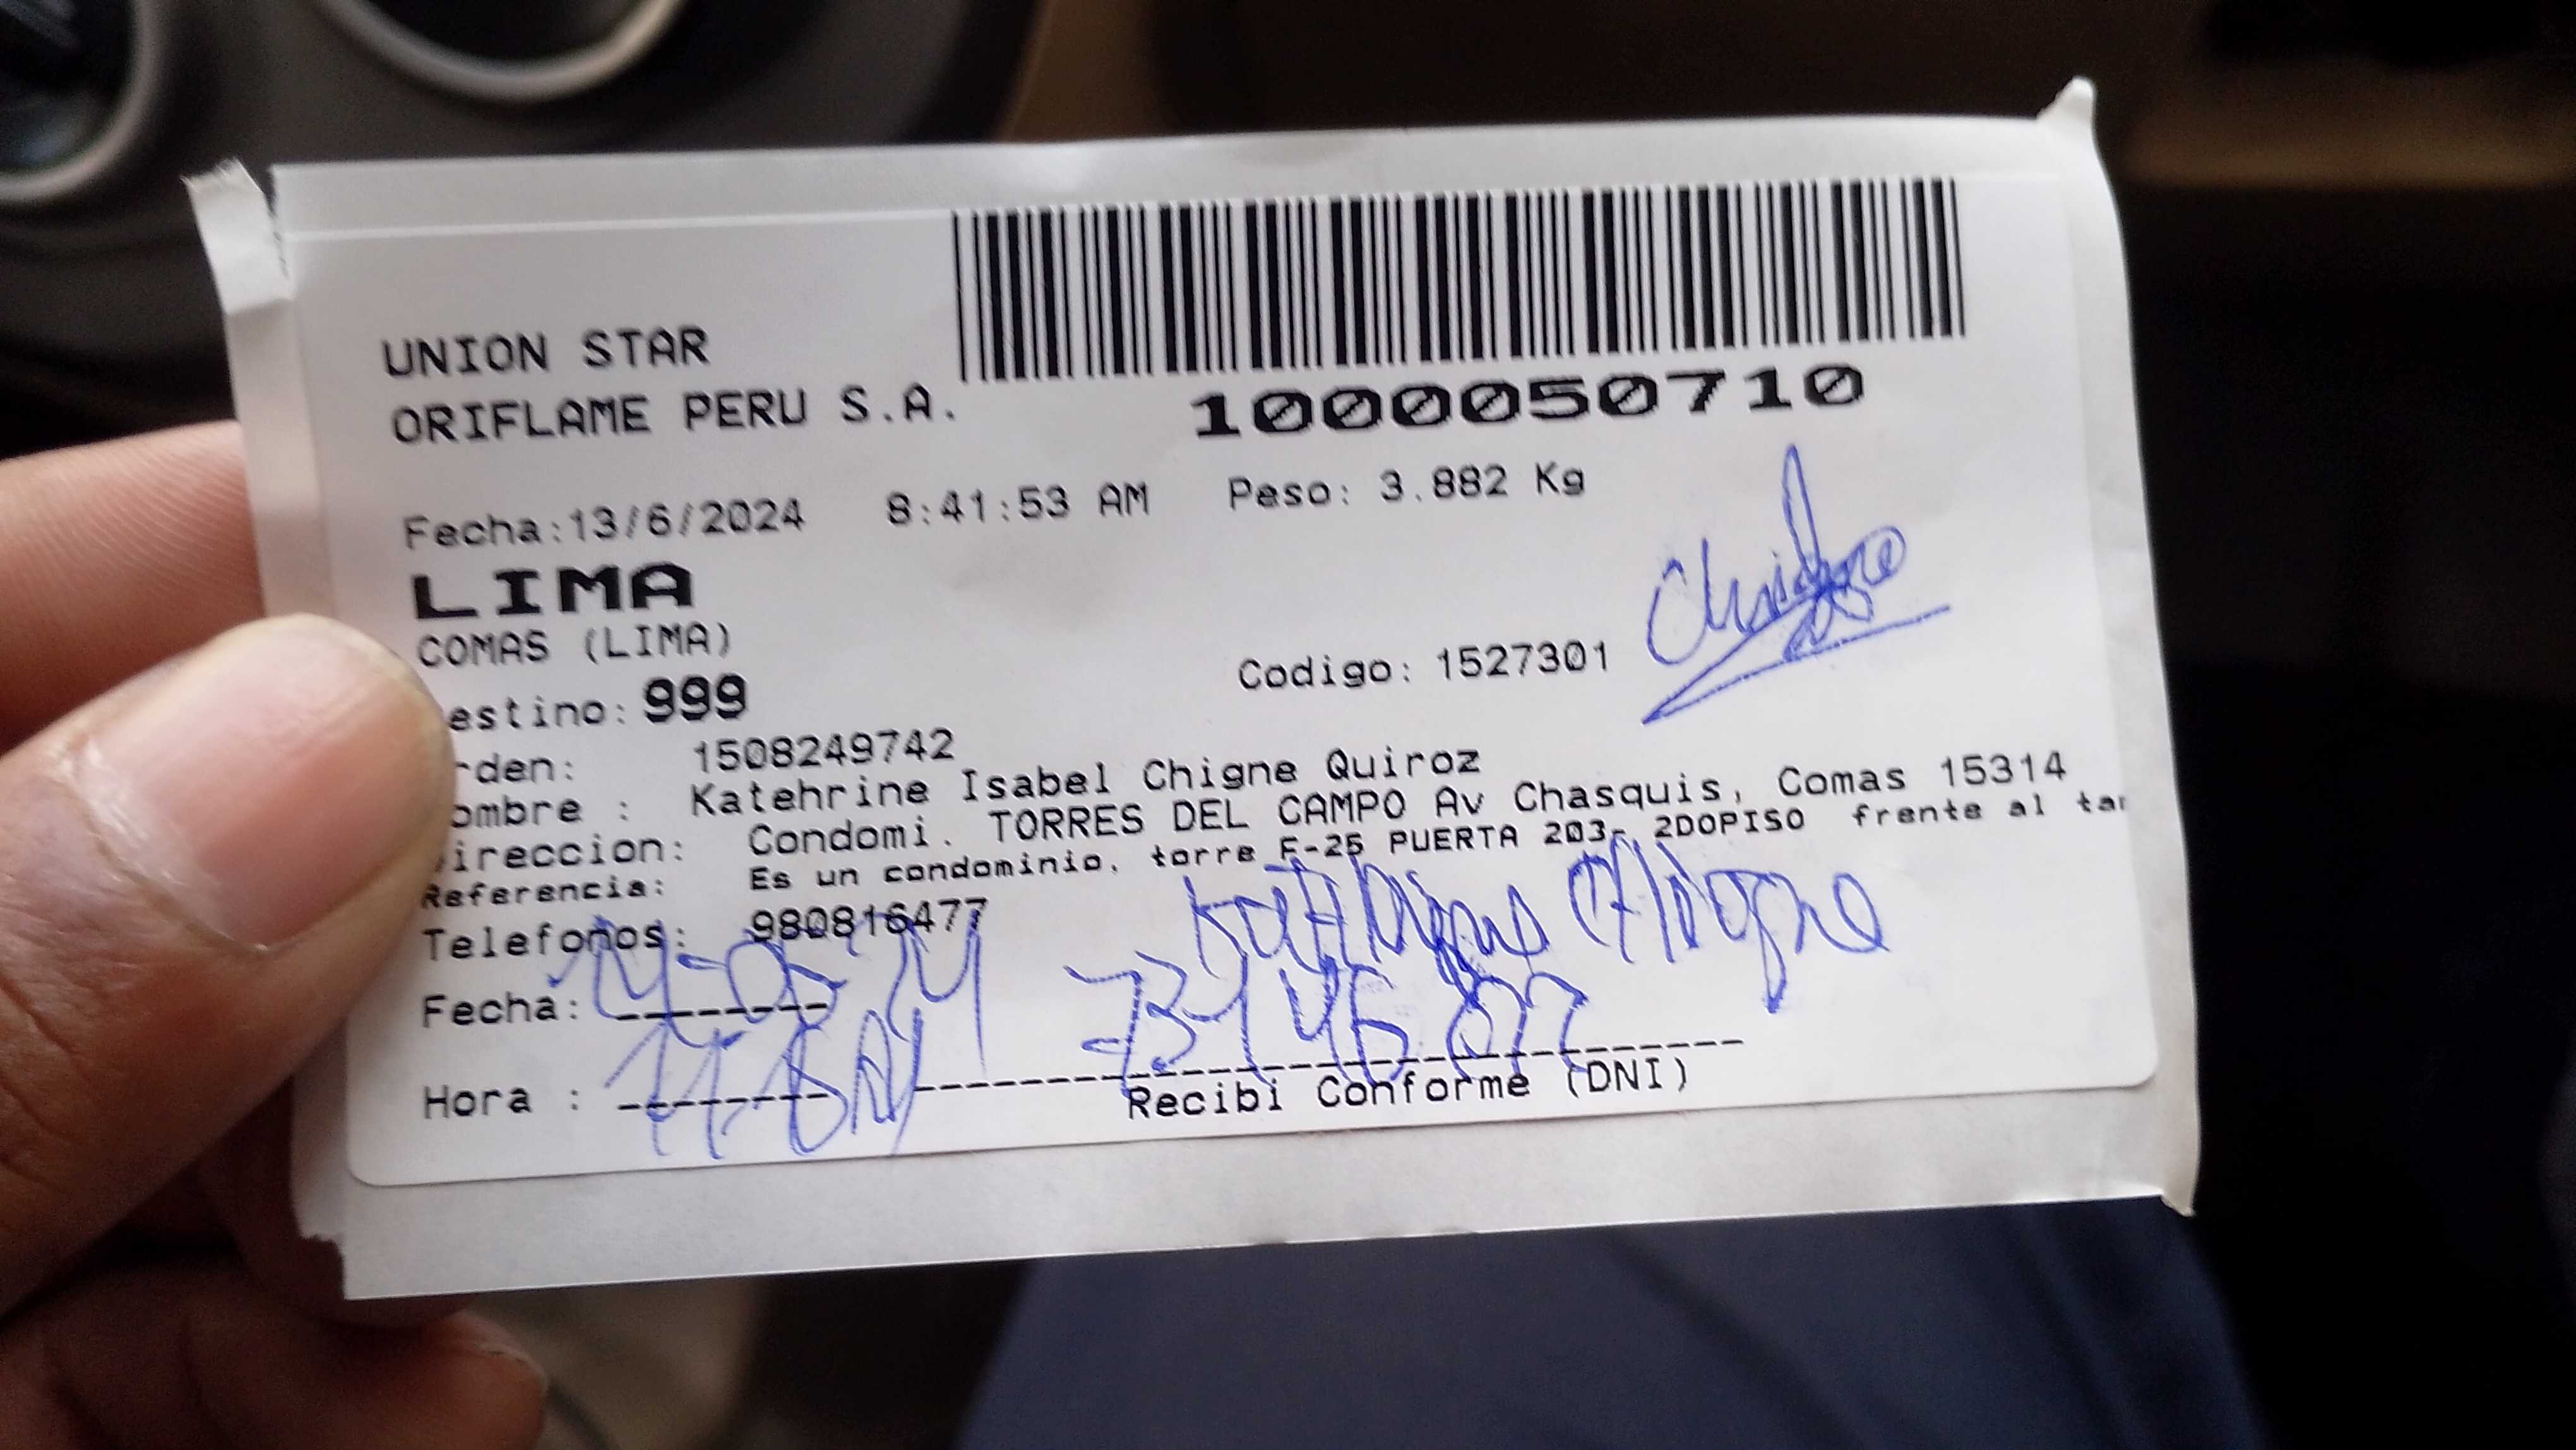 UNION STAR
ORIFLAME PERU S.A.
1000050710
Fecha:13/6/2024 8:41:53 AM Peso: 3.882 Kg
LIMA
COMAS (LIMA)
estino: 999 Codigo: 1527301
rden: 1508249742
ombre : Katehrine Isabel Chigne Quiroz
ireccion: Condomi. TORRES DEL CAMPO Av Chasquis, Comas 15314
Referencia: Es un condominio, torre F-25 PUERTA 203- 2DOPISO frente al tan
Telefonos: 980816477
Chigne
Fecha:
Hora :
Recibi Conforme (DNI)